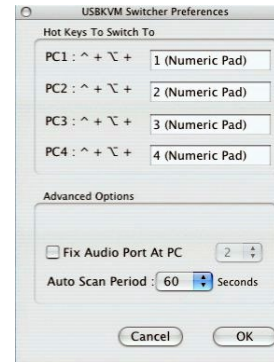 USBKVM Switcher Preferences
Hot Keys To Switch To
PC1 : ^ + ⌥ + 1 (Numeric Pad)
PC2 : ^ + ⌥ + 2 (Numeric Pad)
PC3 : ^ + ⌥ + 3 (Numeric Pad)
PC4 : ^ + ⌥ + 4 (Numeric Pad)
Advanced Options
Fix Audio Port At PC 2
Auto Scan Period : 60 Seconds
Cancel OK